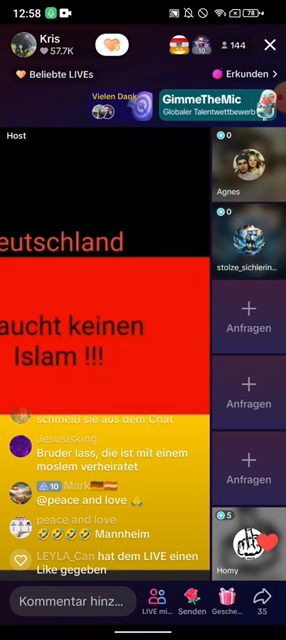 12:58
78
Kris
57.7K
10
144
Beliebte LIVEs
Erkunden >
Vielen Dank
GimmeTheMic
Globaler Talentwettbewerb
Host
0
Agnes
eutschland
0
stolze_sichlerin...
aucht keinen
Islam !!!
Anfragen
Anfragen
Anfragen
schmeiß sie aus dem Chat
Jesusisking
Bruder lass, die ist mit einem
moslem verheiratet
10 Mark
@peace and love 🙏
peace and love
🤣🤣🤣🤣 Mannheim
5
Homy
LEYLA_Can hat dem LIVE einen
Like gegeben
Kommentar hinz...
LIVE mi...
Senden
Gesche...
35